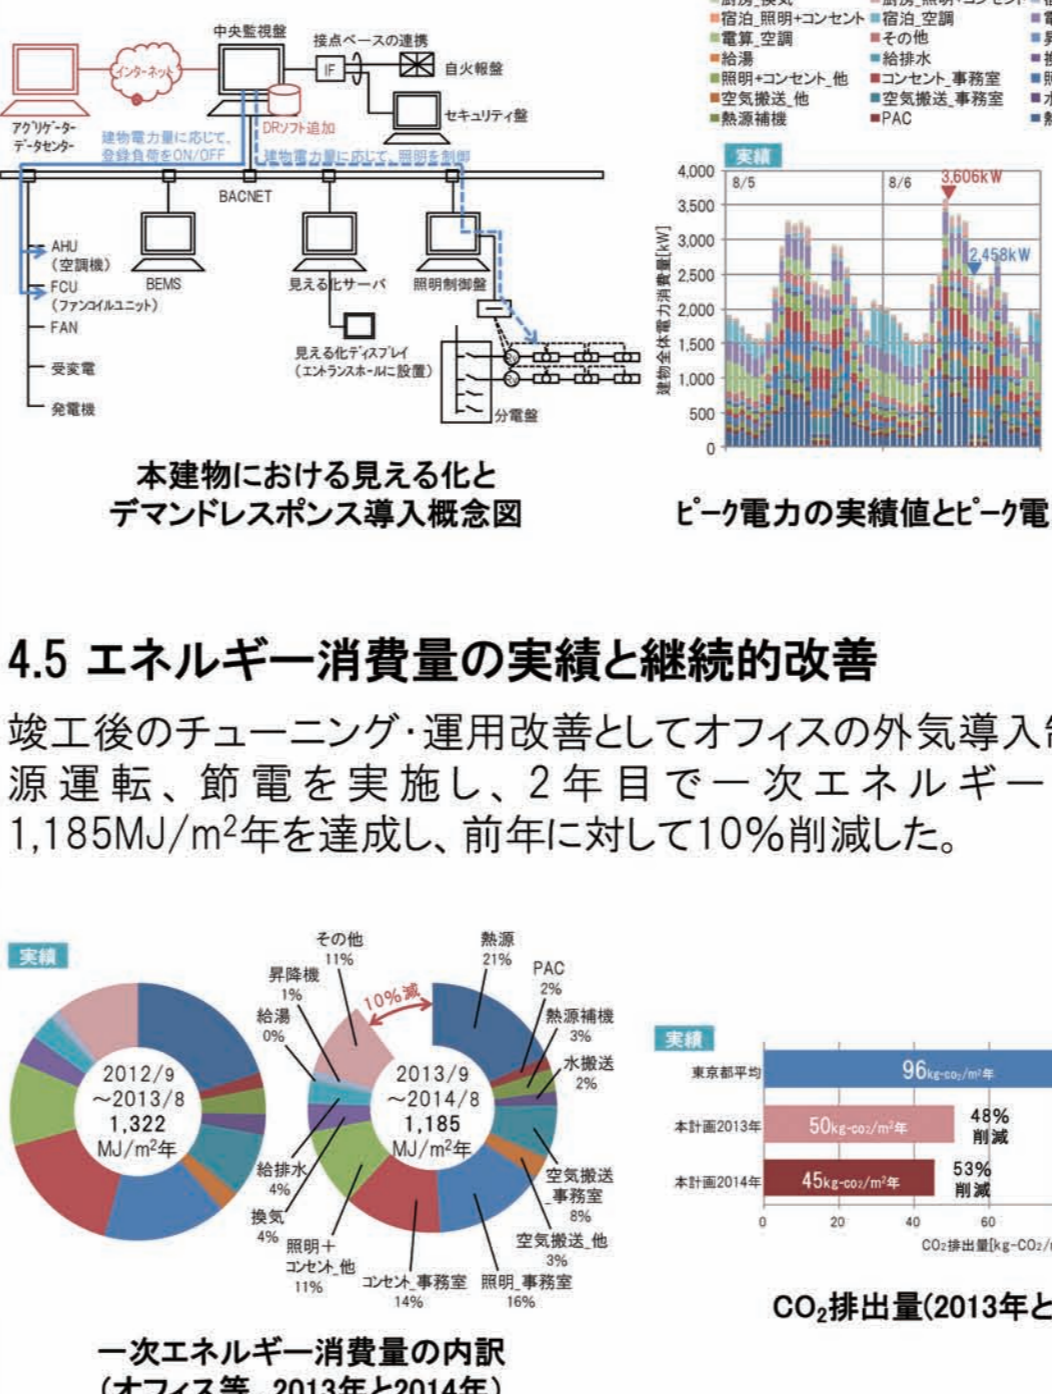 中央監視盤
接点ベースの連携
インターネット
IF
自火報盤
セキュリティ盤
アグリゲーター
データセンター
DRソフト追加
建物電力量に応じて、
登録負荷をON/OFF
建物電力量に応じて、照明を制御
BACNET
AHU
(空調機)
FCU
(ファンコイルユニット)
FAN
受変電
発電機
BEMS
見える化サーバ
照明制御盤
見える化ディスプレイ
(エントランスホールに設置)
分電盤
本建物における見える化と
デマンドレスポンス導入概念図
宿泊_照明+コンセント 宿泊_空調
電算_空調 その他
給湯 給排水
照明+コンセント_他 コンセント_事務室
空気搬送_他 空気搬送_事務室
熱源補機 PAC
実績
建物全体電力消費量[kW]
4,000
3,500
3,000
2,500
2,000
1,500
1,000
500
0
8/5
8/6
3,606kW
2,458kW
ピーク電力の実績値とピーク電
4.5 エネルギー消費量の実績と継続的改善
竣工後のチューニング・運用改善としてオフィスの外気導入
源運転、節電を実施し、2年目で一次エネルギー
1,185MJ/m²年を達成し、前年に対して10%削減した。
実績
2012/9
～2013/8
1,322
MJ/m²年
2013/9
～2014/8
1,185
MJ/m²年
10%減
その他
11%
昇降機
1%
給湯
0%
給排水
4%
換気
4%
照明＋
コンセント_他
11%
コンセント_事務室
14%
照明_事務室
16%
空気搬送_他
3%
空気搬送
_事務室
8%
水搬送
2%
熱源補機
3%
PAC
2%
熱源
21%
一次エネルギー消費量の内訳
(オフィス等、2013年と2014年)
実績
東京都平均
96kg-co₂/m²年
本計画2013年
50kg-co₂/m²年
48%
削減
本計画2014年
45kg-co₂/m²年
53%
削減
0 20 40 60
CO₂排出量[kg-CO₂/
CO₂排出量(2013年と